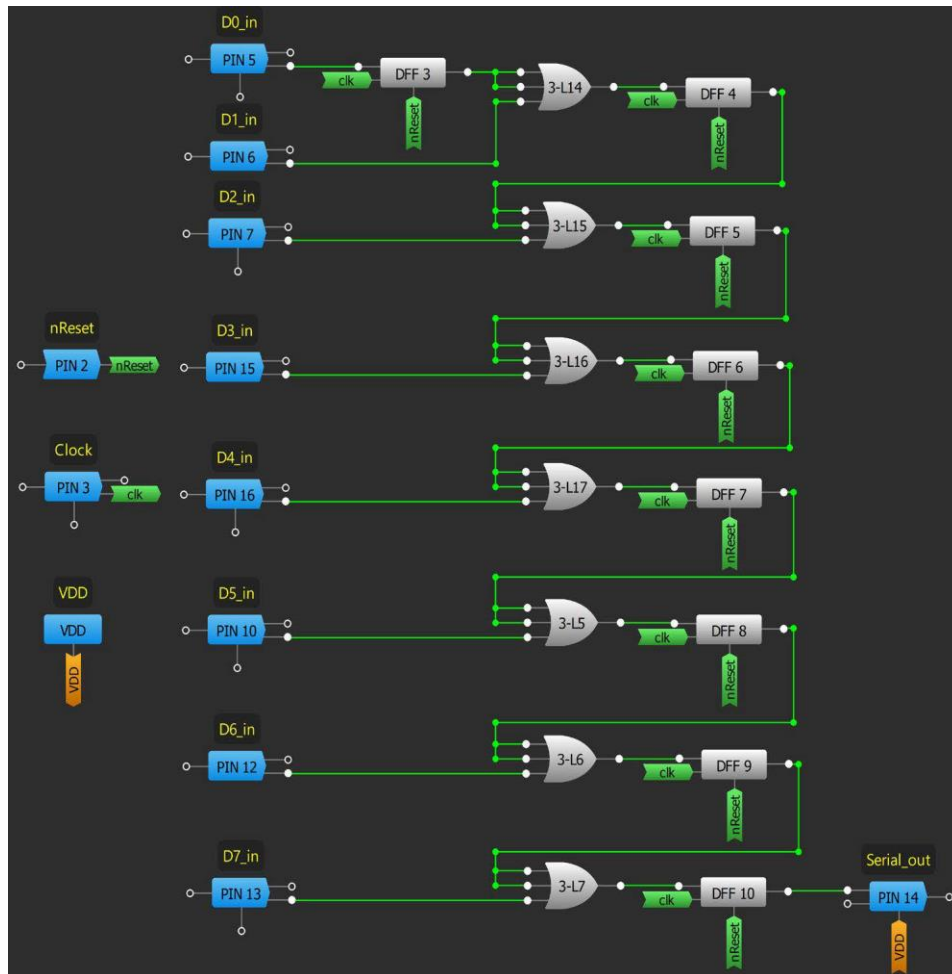 D0_in
PIN 5
clk
DFF 3
nReset
3-L14
clk
DFF 4
nReset
D1_in
PIN 6
D2_in
PIN 7
3-L15
clk
DFF 5
nReset
nReset
PIN 2
nReset
D3_in
PIN 15
3-L16
clk
DFF 6
nReset
Clock
PIN 3
clk
D4_in
PIN 16
3-L17
clk
DFF 7
nReset
VDD
VDD
VDD
D5_in
PIN 10
3-L5
clk
DFF 8
nReset
D6_in
PIN 12
3-L6
clk
DFF 9
nReset
D7_in
PIN 13
3-L7
clk
DFF 10
nReset
Serial_out
PIN 14
VDD